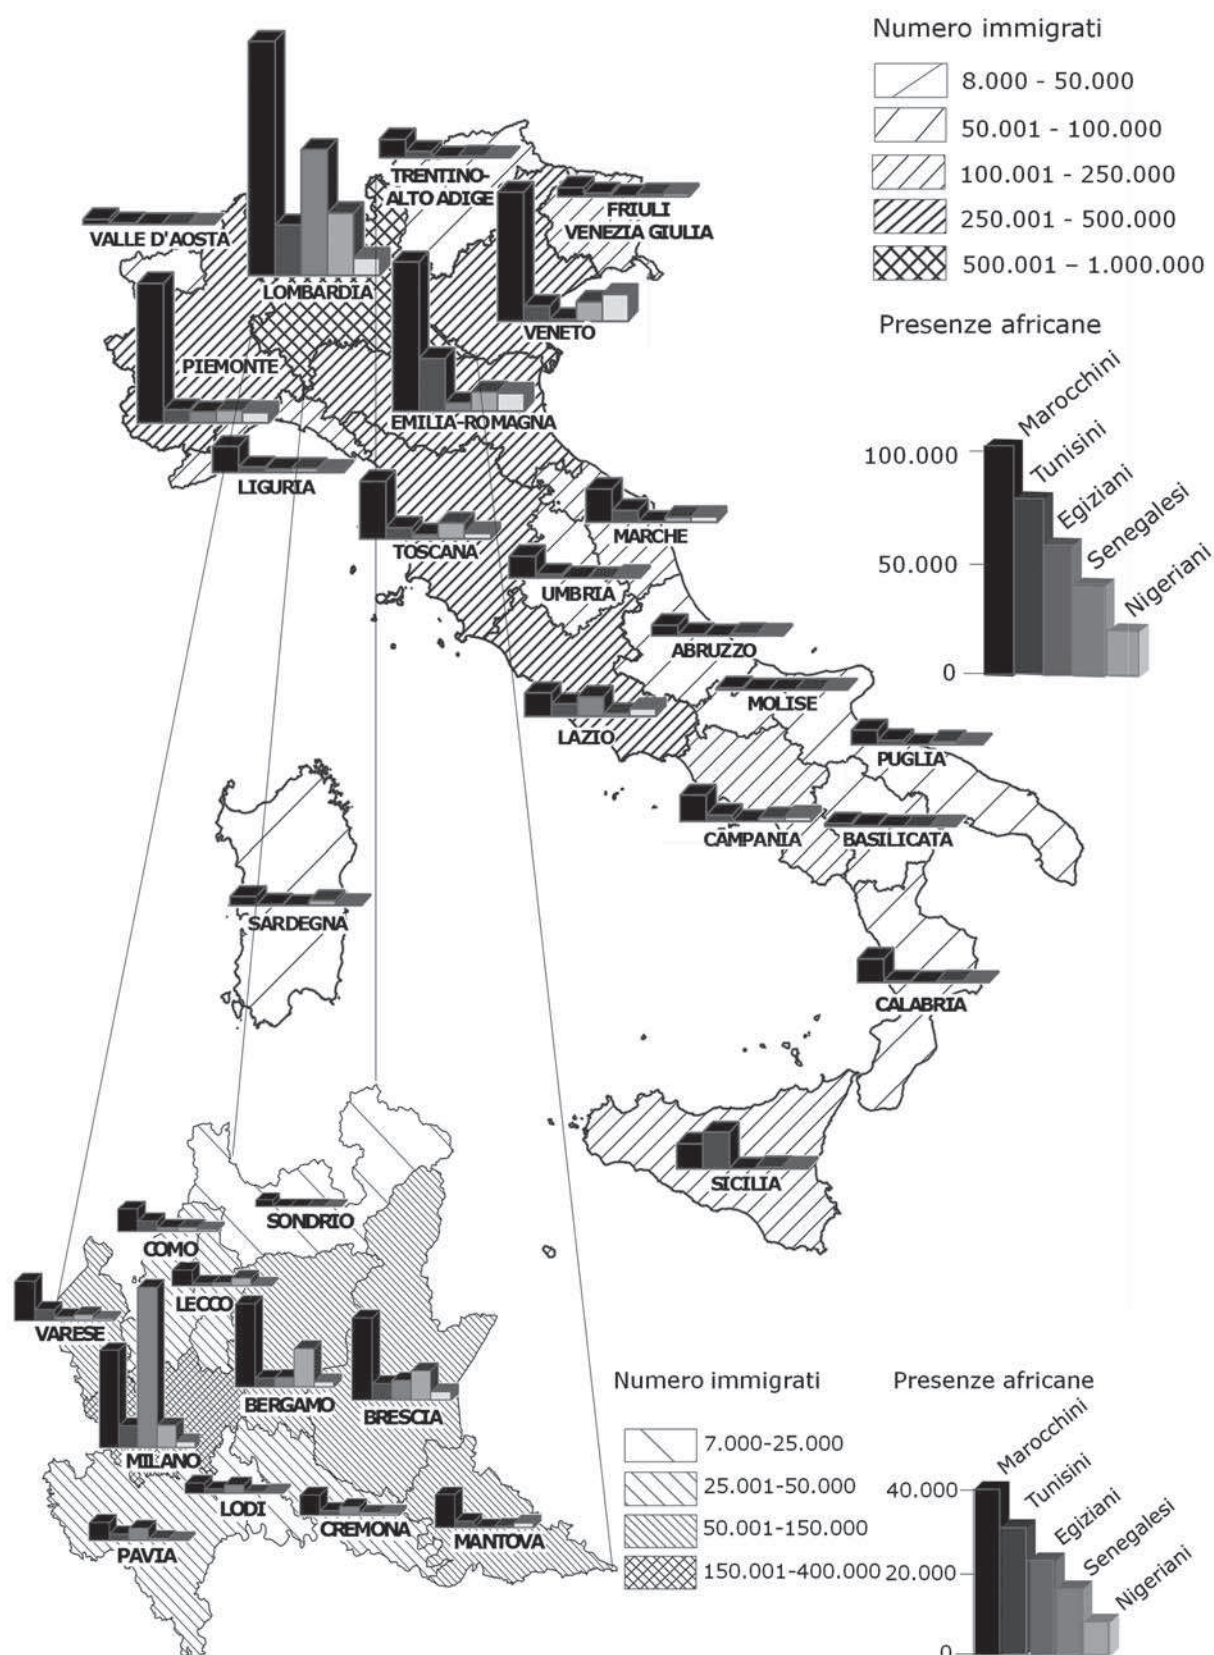 Numero immigrati
8.000 - 50.000
50.001 - 100.000
100.001 - 250.000
250.001 - 500.000
500.001 – 1.000.000
Presenze africane
Marocchini
Tunisini
Egiziani
Senegalesi
Nigeriani
100.000
50.000
0
TRENTINO-
ALTO ADIGE
FRIULI
VENEZIA GIULIA
VALLE D'AOSTA
LOMBARDIA
VENETO
PIEMONTE
EMILIA-ROMAGNA
LIGURIA
TOSCANA
MARCHE
UMBRIA
ABRUZZO
MOLISE
LAZIO
PUGLIA
CAMPANIA
BASILICATA
SARDEGNA
CALABRIA
SICILIA
SONDRIO
COMO
LECCO
VARESE
BERGAMO
BRESCIA
MILANO
LODI
CREMONA
MANTOVA
PAVIA
Numero immigrati
7.000-25.000
25.001-50.000
50.001-150.000
150.001-400.000
Presenze africane
Marocchini
Tunisini
Egiziani
Senegalesi
Nigeriani
40.000
20.000
0